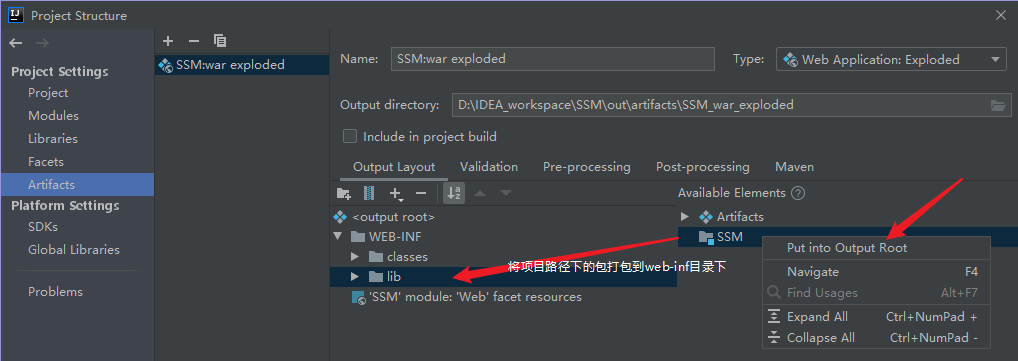 Project Structure
Project Settings
Project
Modules
Libraries
Facets
Artifacts
Platform Settings
SDKs
Global Libraries
Problems
SSM:war exploded
Name: SSM:war exploded Type: Web Application: Exploded
Output directory: D:\IDEA_workspace\SSM\out\artifacts\SSM_war_exploded
Include in project build
Output Layout Validation Pre-processing Post-processing Maven
<output root>
WEB-INF
classes
lib
'SSM' module: 'Web' facet resources
将项目路径下的包打包到web-inf目录下
Available Elements ?
Artifacts
SSM
Put into Output Root
Navigate F4
Find Usages Alt+F7
Expand All Ctrl+NumPad +
Collapse All Ctrl+NumPad -